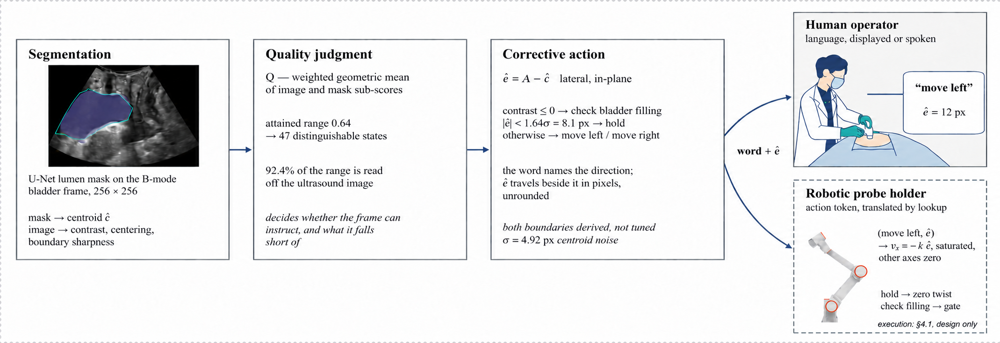 Segmentation
U-Net lumen mask on the B-mode
bladder frame, 256 × 256
mask → centroid ĉ
image → contrast, centering,
boundary sharpness
Quality judgment
Q — weighted geometric mean
of image and mask sub-scores
attained range 0.64
→ 47 distinguishable states
92.4% of the range is read
off the ultrasound image
decides whether the frame can
instruct, and what it falls
short of
Corrective action
ê = A − ĉ lateral, in-plane
contrast ≤ 0 → check bladder filling
|ê| < 1.64σ = 8.1 px → hold
otherwise → move left / move right
the word names the direction;
ê travels beside it in pixels,
unrounded
both boundaries derived, not tuned
σ = 4.92 px centroid noise
word + ê
Human operator
language, displayed or spoken
“move left”
ê = 12 px
Robotic probe holder
action token, translated by lookup
(move left, ê)
→ vₓ = − k ê, saturated,
other axes zero
hold → zero twist
check filling → gate
execution: §4.1, design only